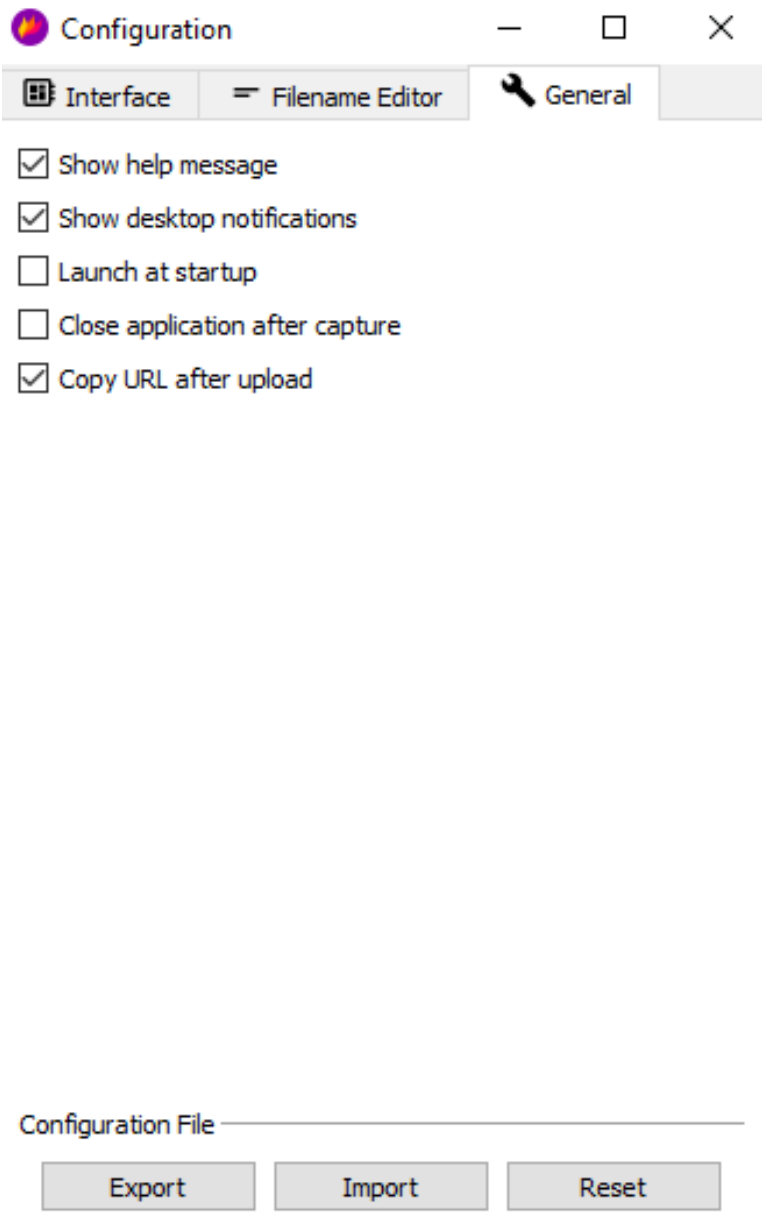 Configuration
Interface Filename Editor General
Show help message
Show desktop notifications
Launch at startup
Close application after capture
Copy URL after upload
Configuration File
Export Import Reset